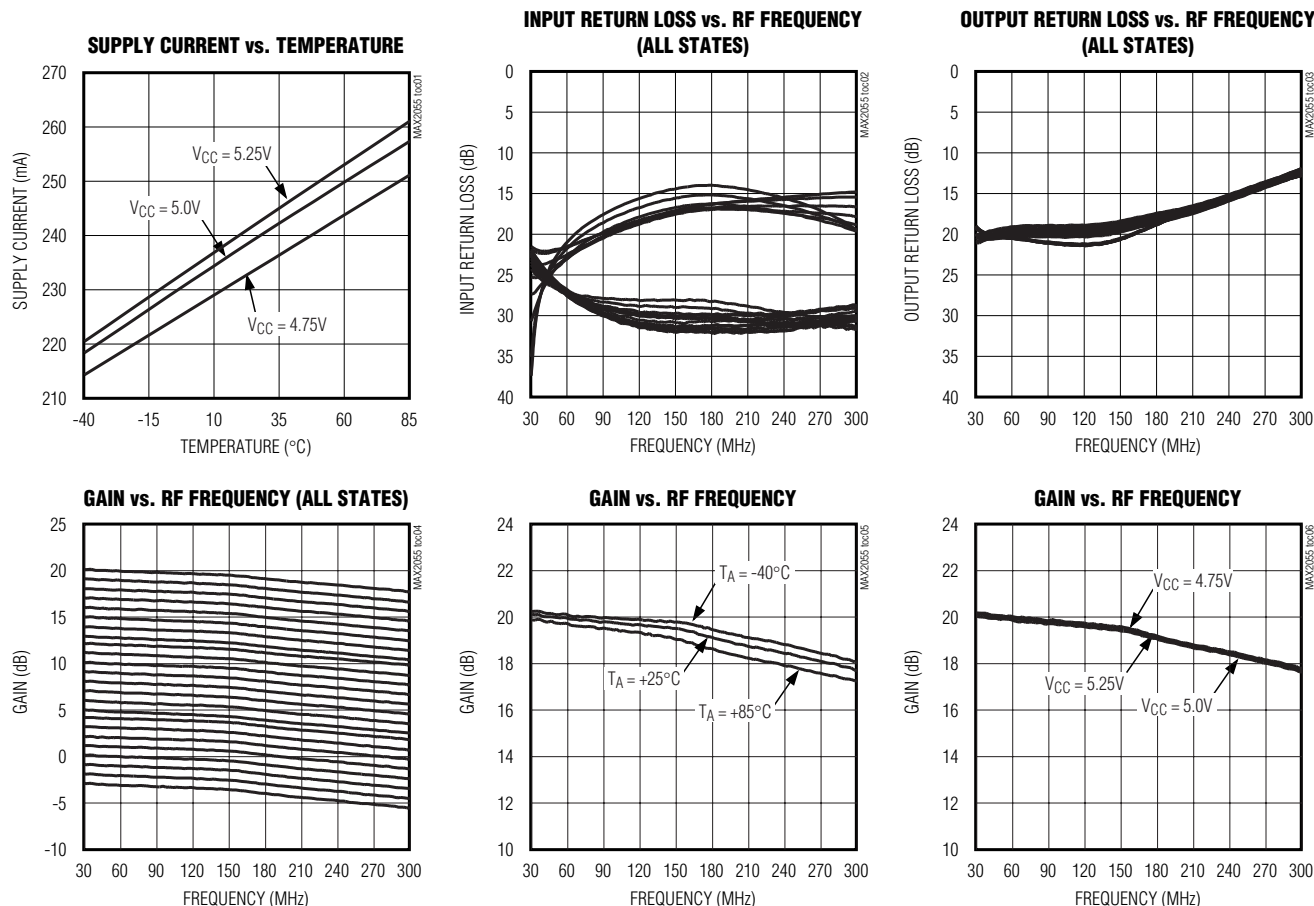 SUPPLY CURRENT vs. TEMPERATURE
SUPPLY CURRENT (mA)
270
260
250
240
230
220
210
VCC = 5.25V
VCC = 5.0V
VCC = 4.75V
-40 -15 10 35 60 85
TEMPERATURE (°C)
MAX2055 toc01
INPUT RETURN LOSS vs. RF FREQUENCY
(ALL STATES)
INPUT RETURN LOSS (dB)
0
5
10
15
20
25
30
35
40
30 60 90 120 150 180 210 240 270 300
FREQUENCY (MHz)
MAX2055 toc02
OUTPUT RETURN LOSS vs. RF FREQUENCY
(ALL STATES)
OUTPUT RETURN LOSS (dB)
0
5
10
15
20
25
30
35
40
30 60 90 120 150 180 210 240 270 300
FREQUENCY (MHz)
MAX2055 toc03
GAIN vs. RF FREQUENCY (ALL STATES)
GAIN (dB)
25
20
15
10
5
0
-5
-10
30 60 90 120 150 180 210 240 270 300
FREQUENCY (MHz)
MAX2055 toc04
GAIN vs. RF FREQUENCY
GAIN (dB)
24
22
20
18
16
14
12
10
TA = -40°C
TA = +25°C
TA = +85°C
30 60 90 120 150 180 210 240 270 300
FREQUENCY (MHz)
MAX2055 toc05
GAIN vs. RF FREQUENCY
GAIN (dB)
24
22
20
18
16
14
12
10
VCC = 4.75V
VCC = 5.25V
VCC = 5.0V
30 60 90 120 150 180 210 240 270 300
FREQUENCY (MHz)
MAX2055 toc06